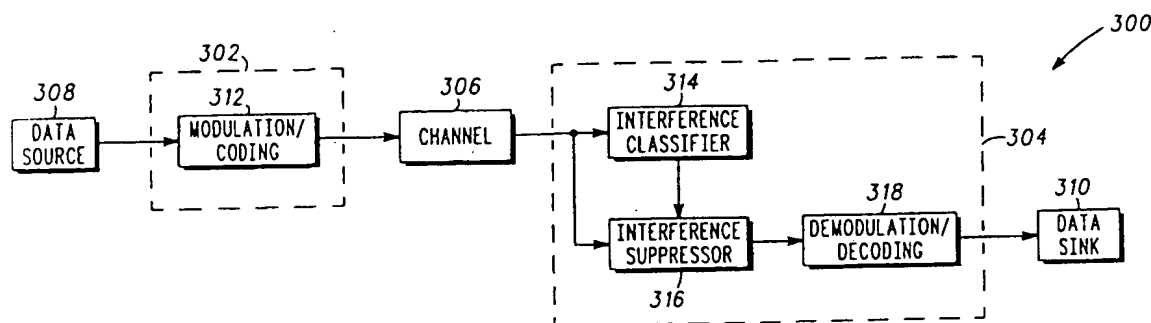 300
302
308
DATA
SOURCE
312
MODULATION/
CODING
306
CHANNEL
314
INTERFERENCE
CLASSIFIER
304
INTERFERENCE
SUPPRESSOR
316
318
DEMODULATION/
DECODING
310
DATA
SINK